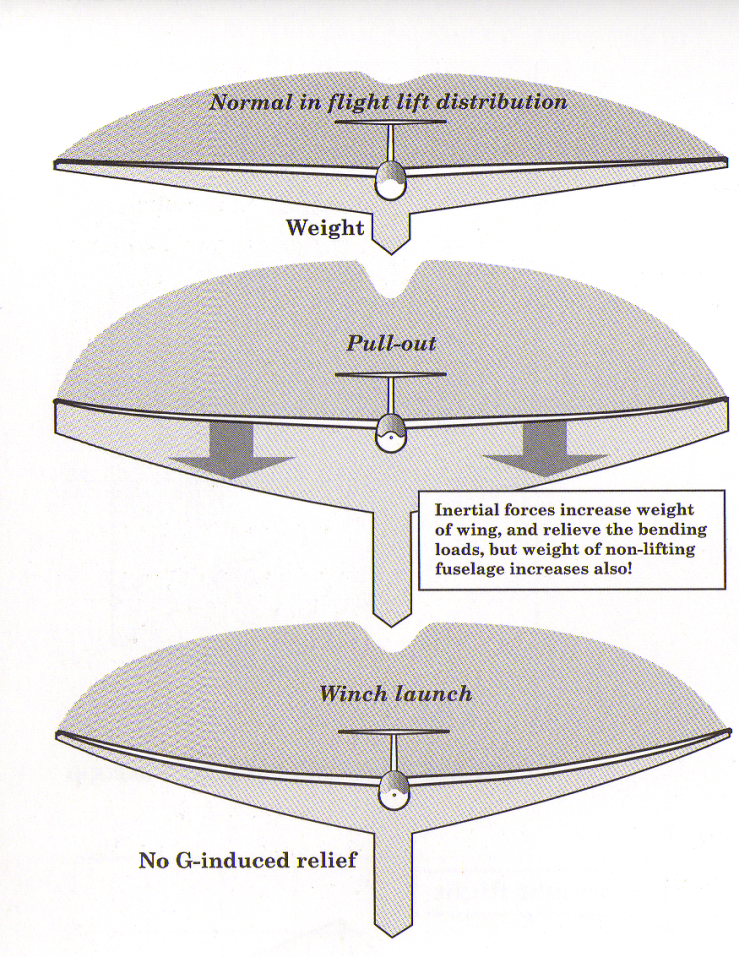 Normal in flight lift distribution
Weight
Pull-out
Inertial forces increase weight
of wing, and relieve the bending
loads, but weight of non-lifting
fuselage increases also!
Winch launch
No G-induced relief